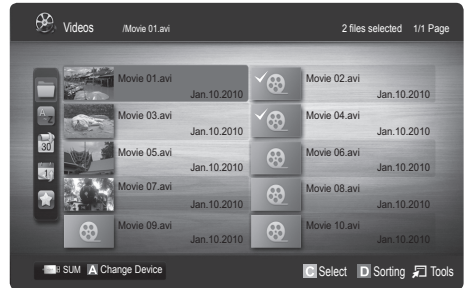 Videos /Movie 01.avi 2 files selected 1/1 Page
Movie 01.avi Movie 02.avi
Jan.10.2010 Jan.10.2010
Movie 03.avi Movie 04.avi
Jan.10.2010 Jan.10.2010
Movie 05.avi Movie 06.avi
Jan.10.2010 Jan.10.2010
Movie 07.avi Movie 08.avi
Jan.10.2010 Jan.10.2010
Movie 09.avi Movie 10.avi
Jan.10.2010 Jan.10.2010
30
1
SUM A Change Device C Select D Sorting Tools